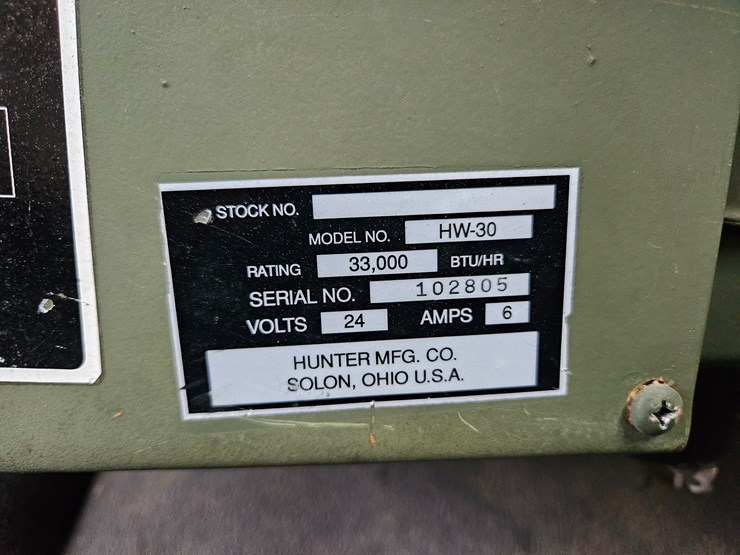 STOCK NO.
MODEL NO. HW-30
RATING 33,000 BTU/HR
SERIAL NO. 102805
VOLTS 24 AMPS 6
HUNTER MFG. CO.
SOLON, OHIO U.S.A.